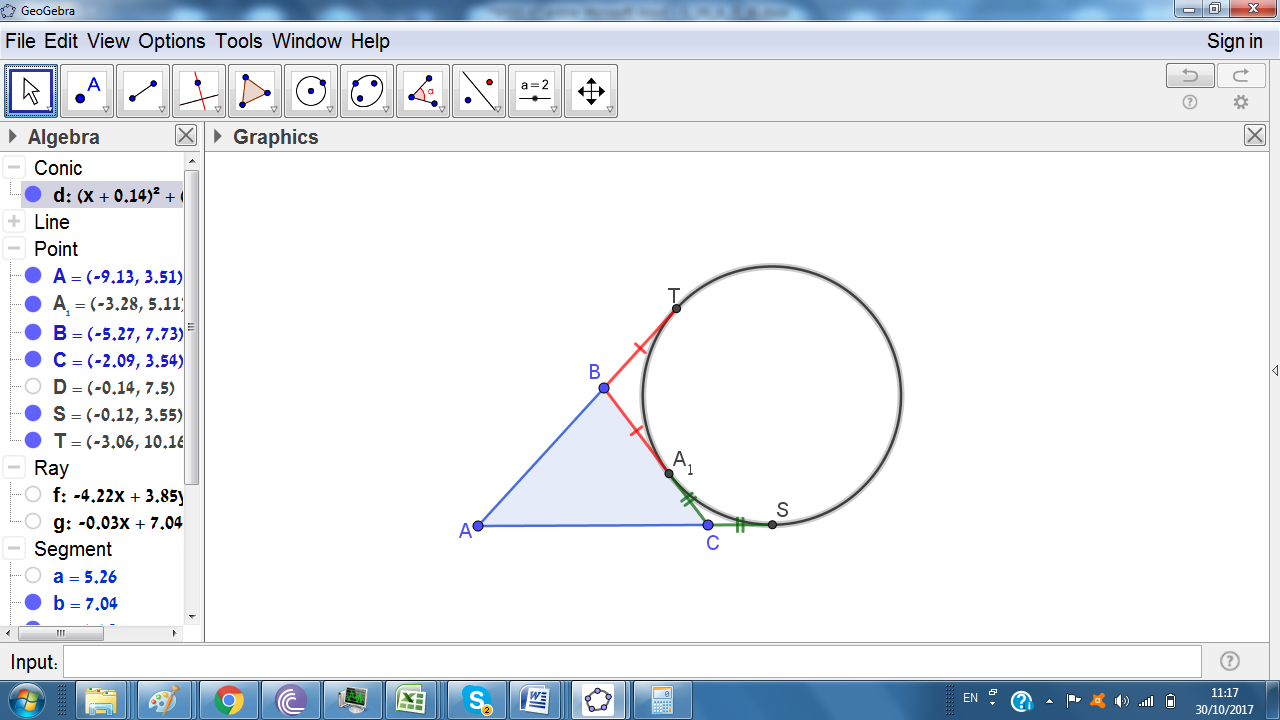 GeoGebra
File Edit View Options Tools Window Help
Sign in
A
α
a = 2
Algebra
Graphics
Conic
d: (x + 0.14)² + (
Line
Point
A = (-9.13, 3.51)
A₁ = (-3.28, 5.11
B = (-5.27, 7.73)
C = (-2.09, 3.54)
D = (-0.14, 7.5)
S = (-0.12, 3.55)
T = (-3.06, 10.16
Ray
f: -4.22x + 3.85y
g: -0.03x + 7.04
Segment
a = 5.26
b = 7.04
T
B
A₁
A
C
S
Input:
EN
11:17
30/10/2017